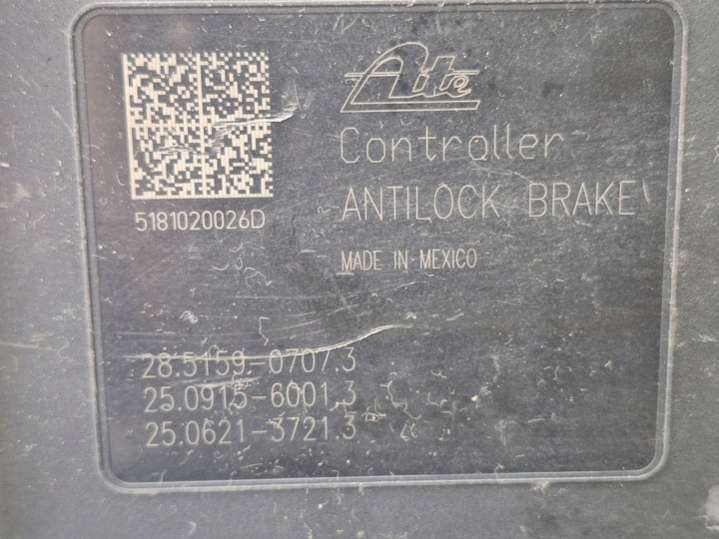 Ate
Controller
ANTILOCK BRAKE
5181020026D
MADE IN MEXICO
28.5159-0707.3
25.0915-6001.3
25.0621-3721.3